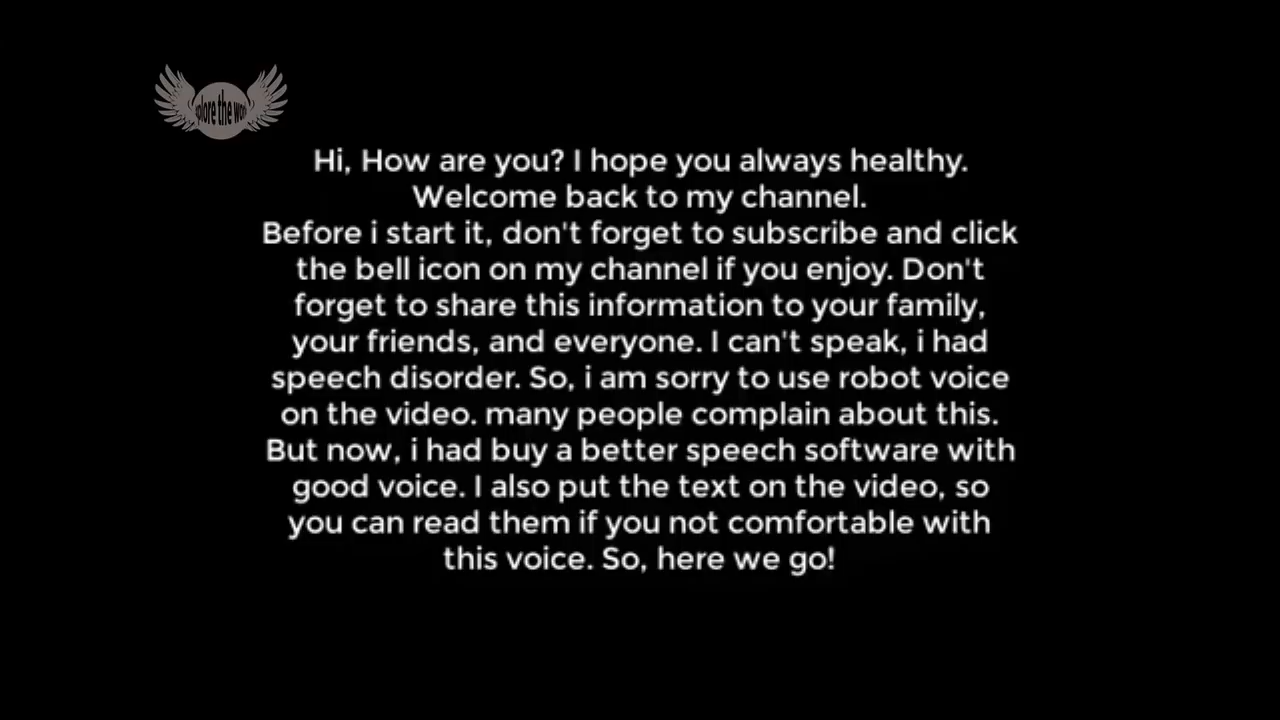 plore the wor
Hi, How are you? I hope you always healthy.
Welcome back to my channel.
Before i start it, don't forget to subscribe and click
the bell icon on my channel if you enjoy. Don't
forget to share this information to your family,
your friends, and everyone. I can't speak, i had
speech disorder. So, i am sorry to use robot voice
on the video. many people complain about this.
But now, i had buy a better speech software with
good voice. I also put the text on the video, so
you can read them if you not comfortable with
this voice. So, here we go!